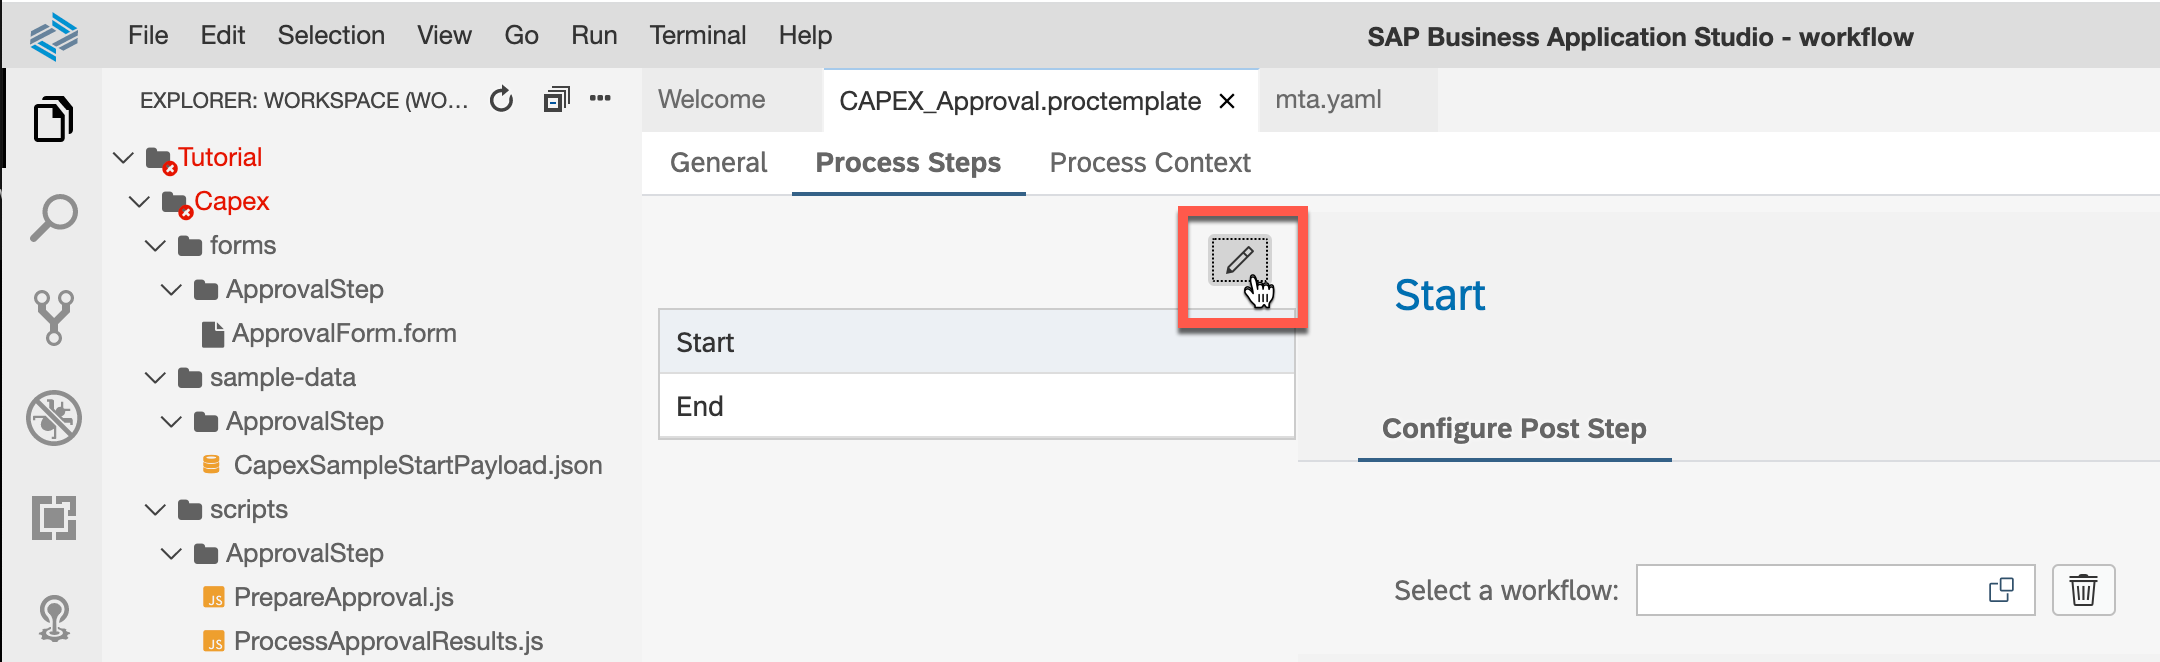 File Edit Selection View Go Run Terminal Help SAP Business Application Studio - workflow
EXPLORER: WORKSPACE (WO...
Welcome CAPEX_Approval.proctemplate mta.yaml
General Process Steps Process Context
Tutorial
Capex
forms
ApprovalStep
ApprovalForm.form
sample-data
ApprovalStep
CapexSampleStartPayload.json
scripts
ApprovalStep
JS PrepareApproval.js
JS ProcessApprovalResults.js
Start
End
Start
Configure Post Step
Select a workflow: